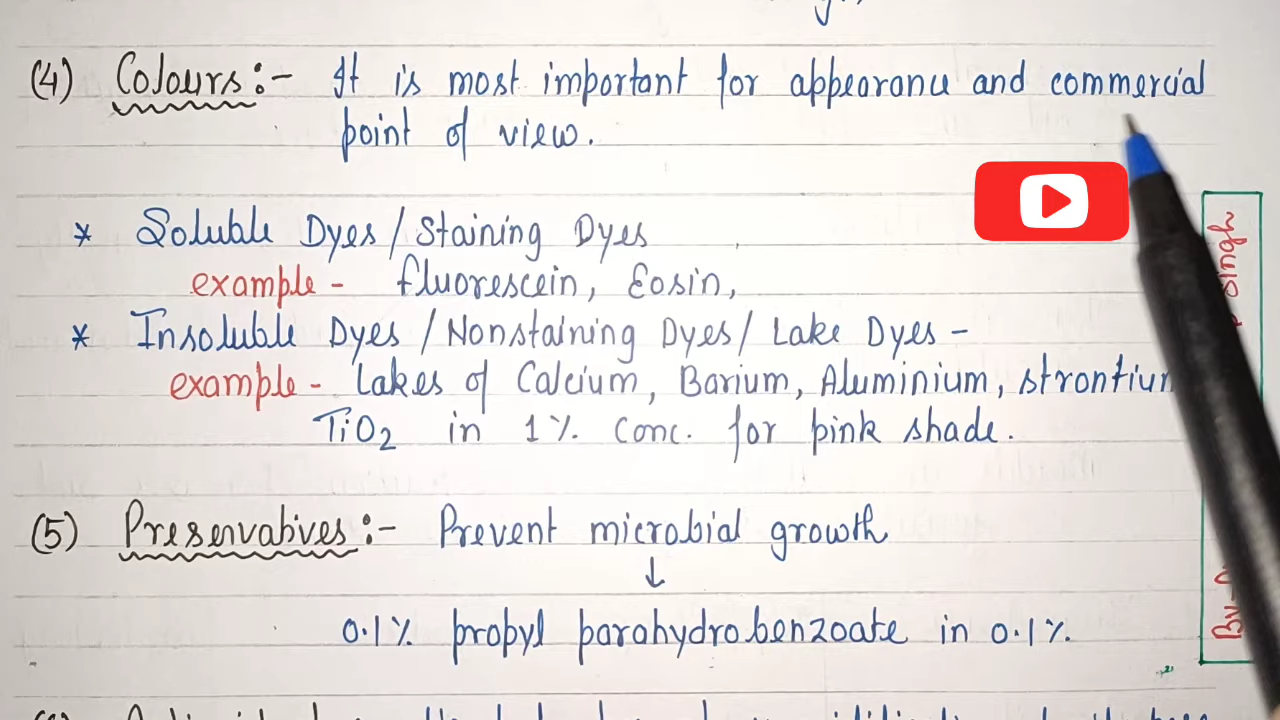 (4) Colours:- It is most important for appearance and commercial
point of view.
* Soluble Dyes/Staining Dyes
example - fluorescein, Eosin,
* Insoluble Dyes/Nonstaining Dyes/Lake Dyes -
example - Lakes of Calcium, Barium, Aluminium, strontium
TiO2 in 1% conc. for pink shade.
(5) Preservatives:- Prevent microbial growth
↓
0.1% propyl parahydrobenzoate in 0.1%.
By-
Singh